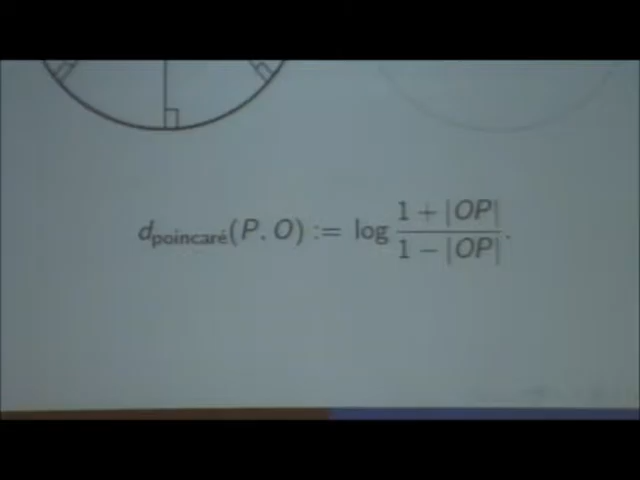 d_poincaré(P, O) := log (1 + |OP|) / (1 − |OP|).